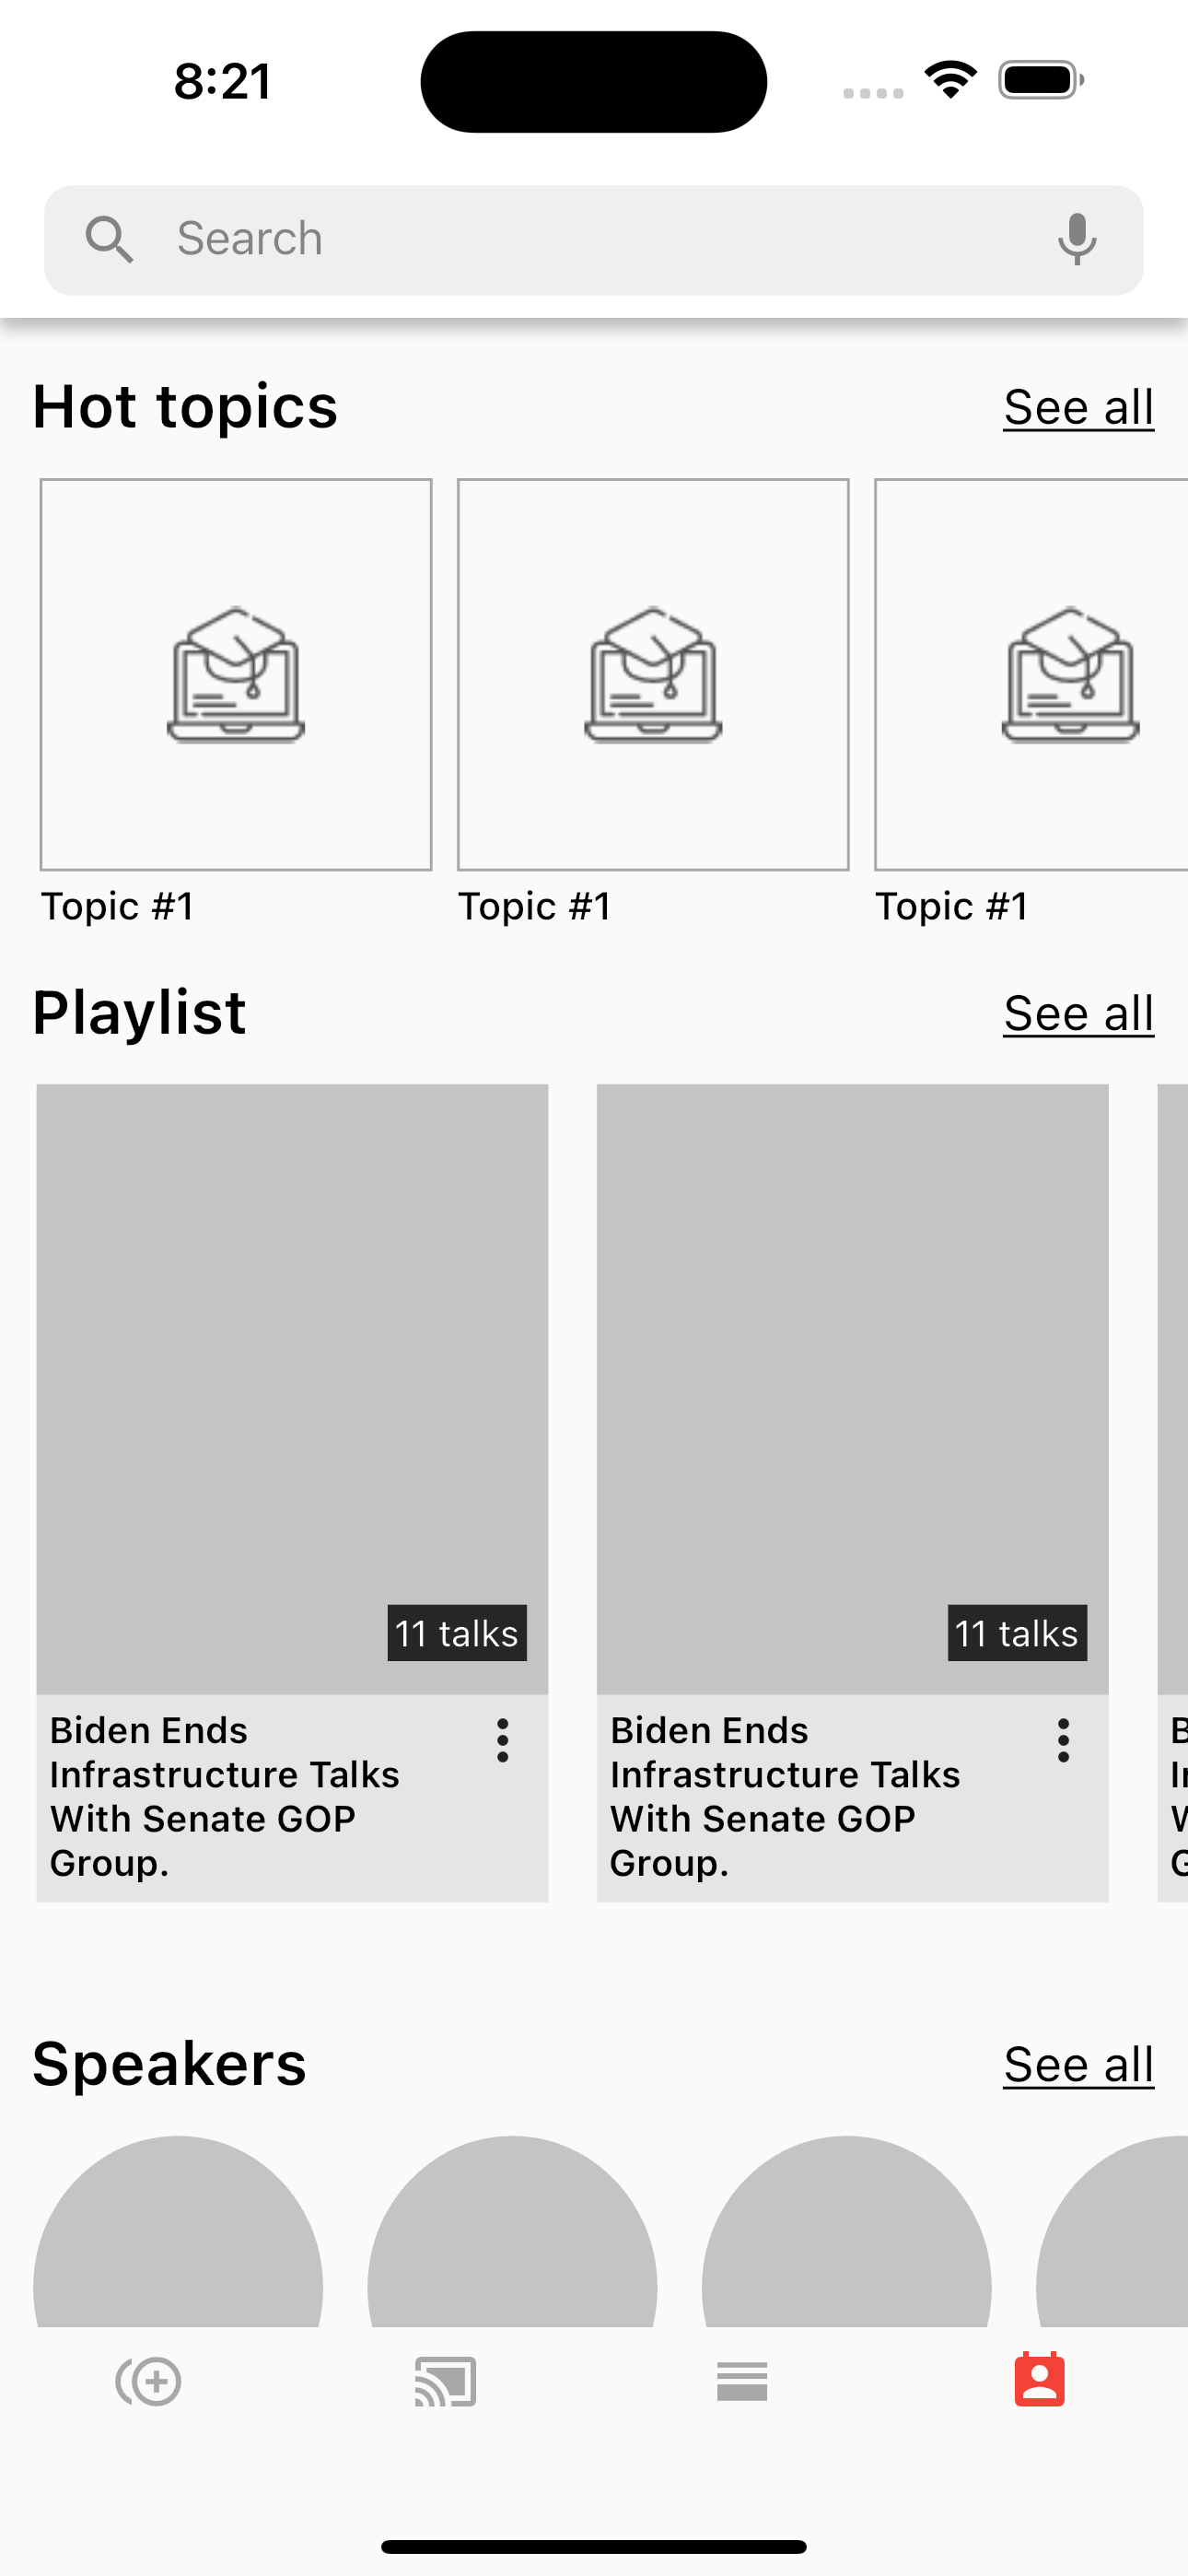 8:21
Search
Hot topics
See all
Topic #1
Topic #1
Topic #1
Playlist
See all
11 talks
11 talks
Biden Ends
Infrastructure Talks
With Senate GOP
Group.
Biden Ends
Infrastructure Talks
With Senate GOP
Group.
Speakers
See all